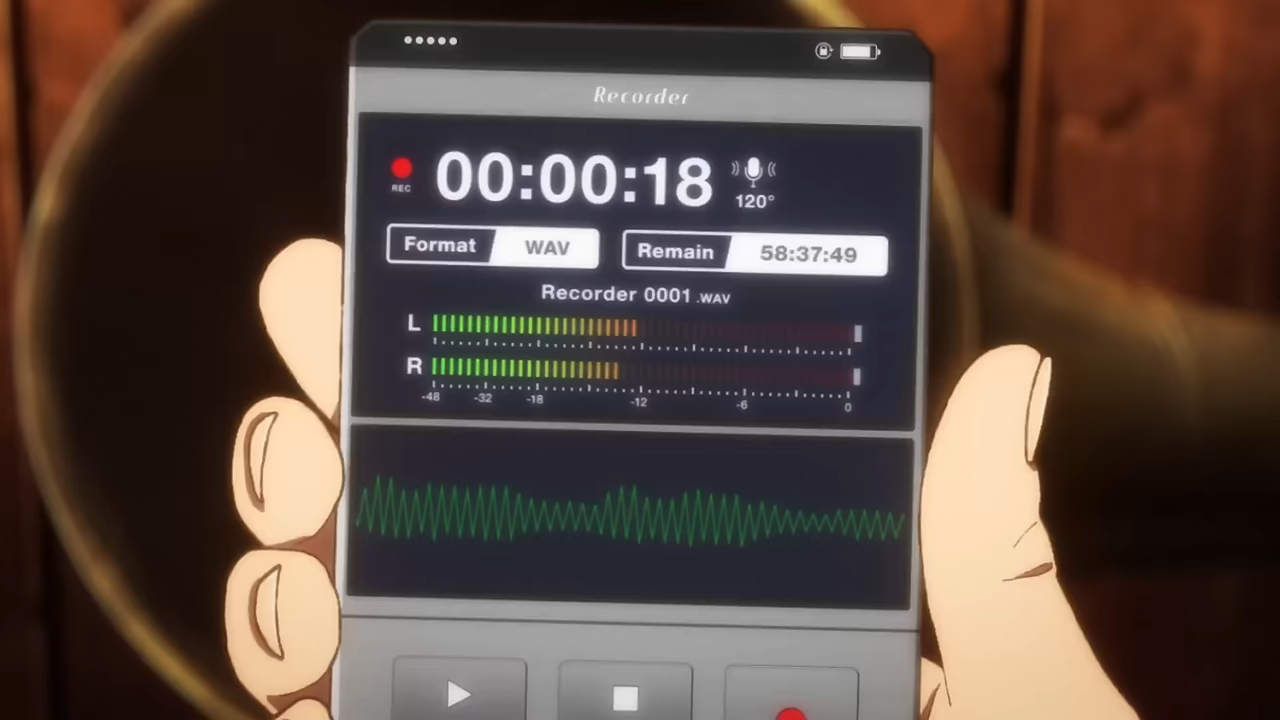 Recorder
REC
00:00:18
120°
Format WAV
Remain 58:37:49
Recorder 0001 .WAV
L
R
-48 -32 -18 -12 -6 0